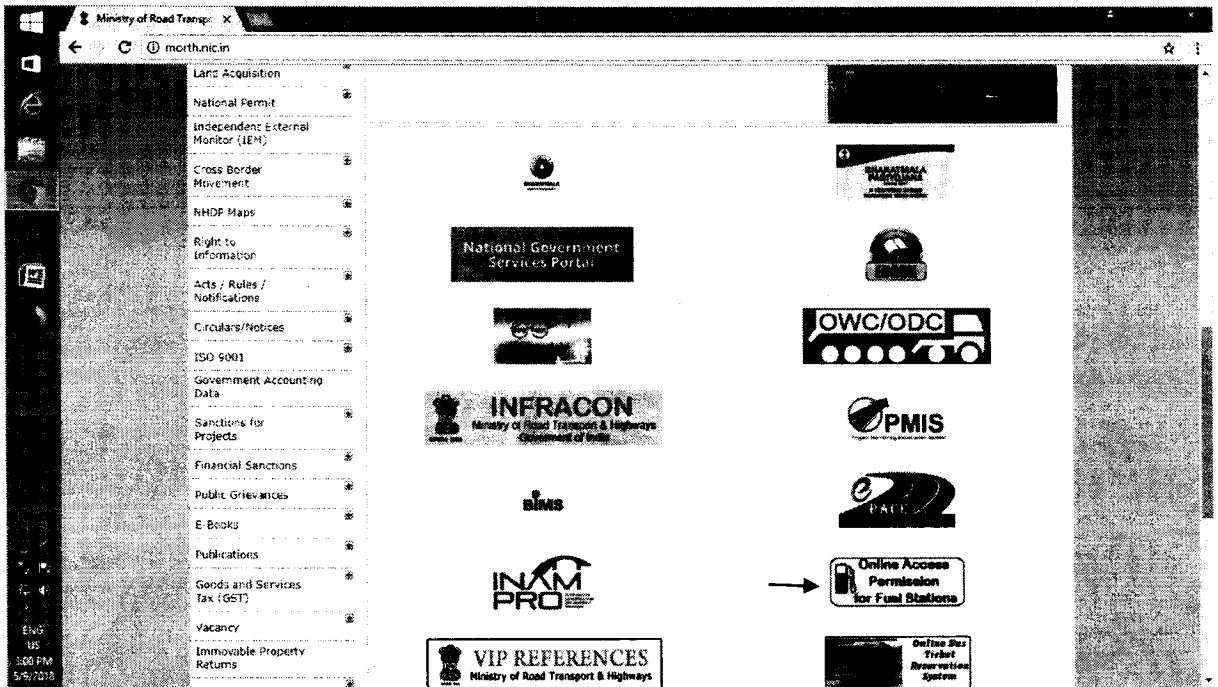 Ministry of Road Transp
morth.nic.in
Land Acquisition
National Permit
Independent External
Monitor (IEM)
Cross Border
Movement
NHDP Maps
Right to
Information
Acts / Rules /
Notifications
Circulars/Notices
ISO 9001
Government Accounting
Data
Sanctions for
Projects
Financial Sanctions
Public Grievances
E-Books
Publications
Goods and Services
Tax (GST)
Vacancy
Immovable Property
Returns
BHARATMALA
PARIYOJANA
National Government
Services Portal
OWC/ODC
INFRACON
Ministry of Road Transport & Highways
Government of India
PMIS
BIMS
e
PACE
INAM
PRO
Online Access
Permission
for Fuel Stations
VIP REFERENCES
Ministry of Road Transport & Highways
Online Bus
Ticket
Reservation
System
ENG
US
3:00 PM
5/9/2018